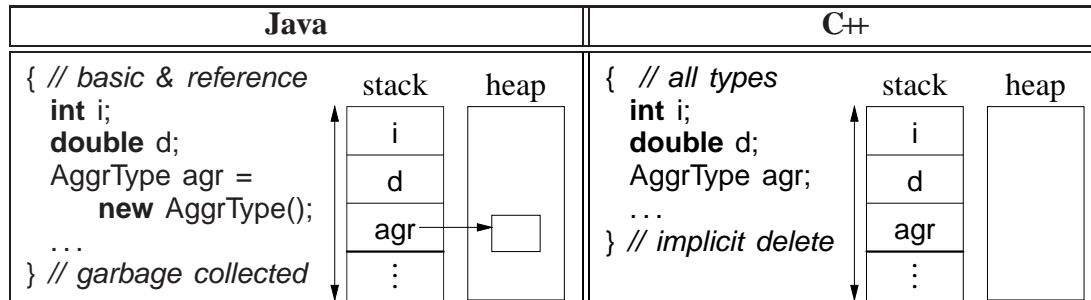 Java
C++
{ // basic & reference
int i;
double d;
AggrType agr =
new AggrType();
...
} // garbage collected
stack
heap
i
d
agr
⋮
{ // all types
int i;
double d;
AggrType agr;
...
} // implicit delete
stack
heap
i
d
agr
⋮